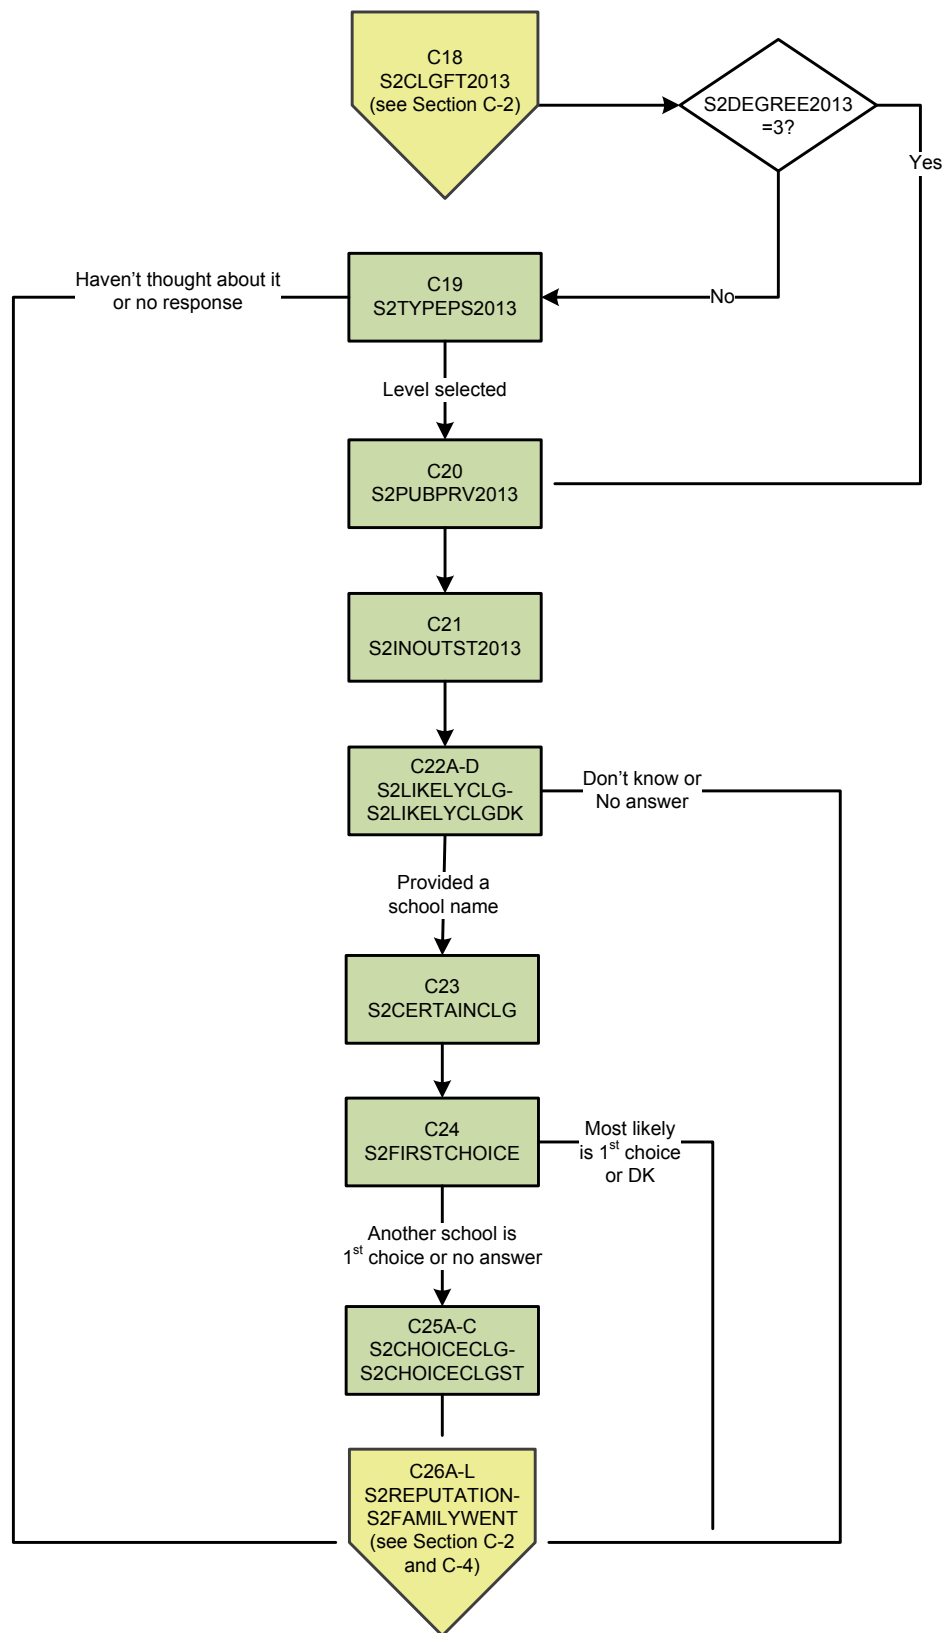 C18
S2CLGFT2013
(see Section C-2)
S2DEGREE2013
=3?
Yes
Haven't thought about it
or no response
C19
S2TYPEPS2013
No
Level selected
C20
S2PUBPRV2013
C21
S2INOUTST2013
C22A-D
S2LIKELYCLG-
S2LIKELYCLGDK
Don't know or
No answer
Provided a
school name
C23
S2CERTAINCLG
C24
S2FIRSTCHOICE
Most likely
is 1st choice
or DK
Another school is
1st choice or no answer
C25A-C
S2CHOICECLG-
S2CHOICECLGST
C26A-L
S2REPUTATION-
S2FAMILYWENT
(see Section C-2
and C-4)